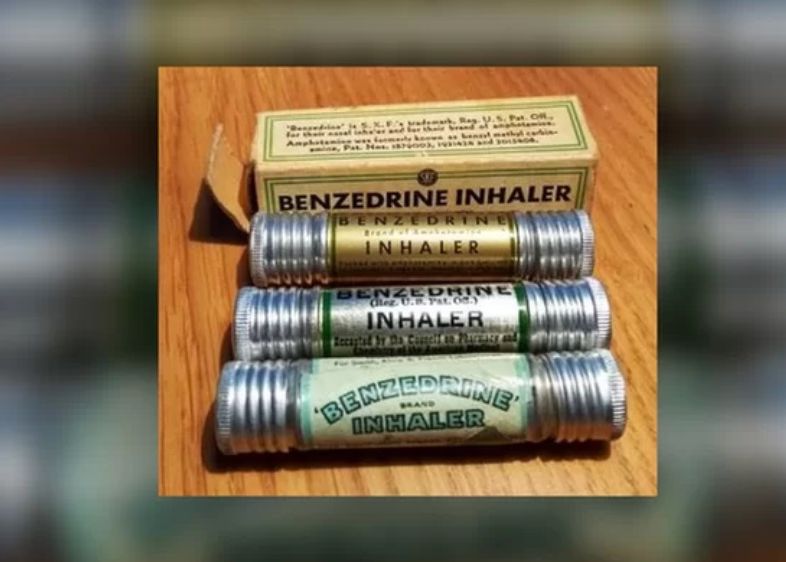 'Benzedrine' is S. K. F.'s trademark, Reg. U. S. Pat. Off.,
for their nasal inhaler and for their brand of amphetamine.
Amphetamine was formerly known as benzyl methyl carbin-
amine, Pat. Nos. 1879003, 1921424 and 2015408.
BENZEDRINE INHALER
BENZEDRINE
Brand of Amphetamine
INHALER
BENZEDRINE
(Reg. U. S. Pat. Off.)
INHALER
Accepted by the Council on Pharmacy and
'BENZEDRINE'
BRAND
INHALER